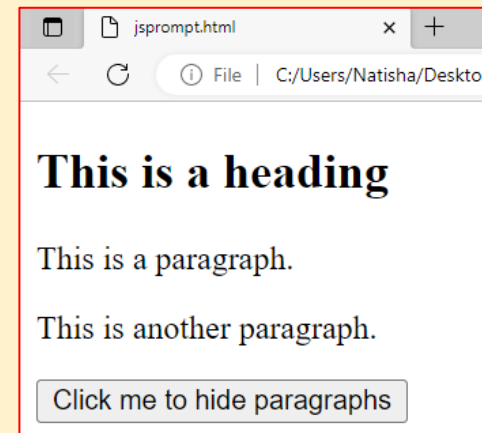 jsprompt.html
File | C:/Users/Natisha/Deskto
This is a heading
This is a paragraph.
This is another paragraph.
Click me to hide paragraphs